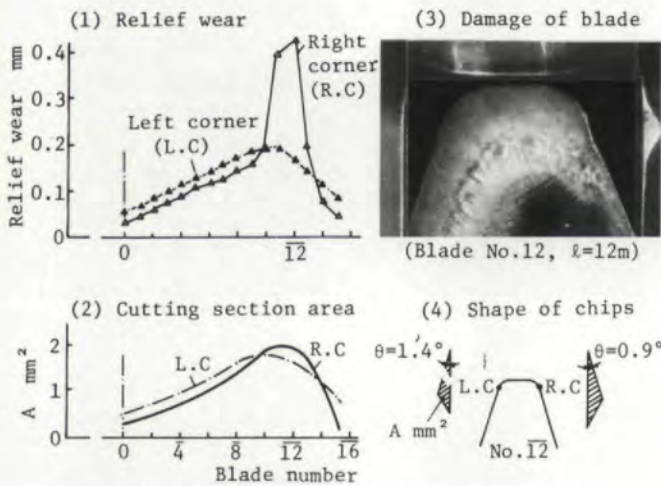 (1) Relief wear
Relief wear mm
0.4
0.3
0.2
0.1
0
Right
corner
(R.C)
Left corner
(L.C)
0
12
(2) Cutting section area
A mm²
2
1
0
L.C
R.C
0
4
8
12
16
Blade number
(3) Damage of blade
(Blade No.12, ℓ=12m)
(4) Shape of chips
θ=1.4°
θ=0.9°
L.C
R.C
A mm²
No.12